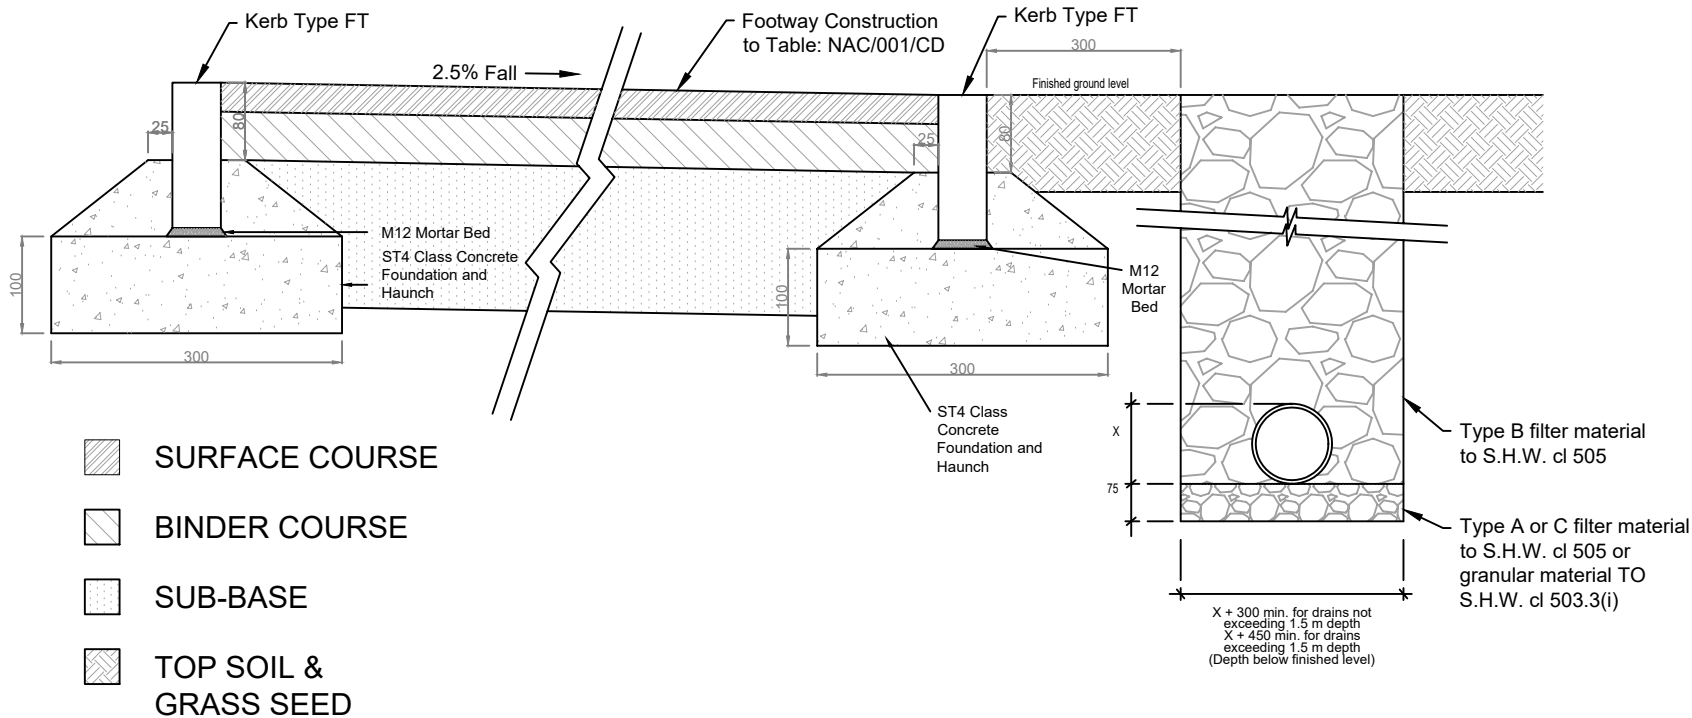 Kerb Type FT
2.5% Fall
Footway Construction
to Table: NAC/001/CD
Kerb Type FT
300
Finished ground level
25
80
25
80
M12 Mortar Bed
ST4 Class Concrete
Foundation and
Haunch
100
300
M12
Mortar
Bed
100
300
ST4 Class
Concrete
Foundation and
Haunch
X
75
Type B filter material
to S.H.W. cl 505
Type A or C filter material
to S.H.W. cl 505 or
granular material TO
S.H.W. cl 503.3(i)
X + 300 min. for drains not
exceeding 1.5 m depth
X + 450 min. for drains
exceeding 1.5 m depth
(Depth below finished level)
SURFACE COURSE
BINDER COURSE
SUB-BASE
TOP SOIL &
GRASS SEED